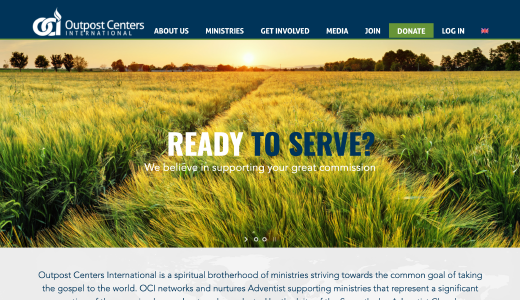 OCI Outpost Centers
INTERNATIONAL
ABOUT US MINISTRIES GET INVOLVED MEDIA JOIN DONATE LOG IN
READY TO SERVE?
We believe in supporting your great commission
Outpost Centers International is a spiritual brotherhood of ministries striving towards the common goal of taking
the gospel to the world. OCI networks and nurtures Adventist supporting ministries that represent a significant